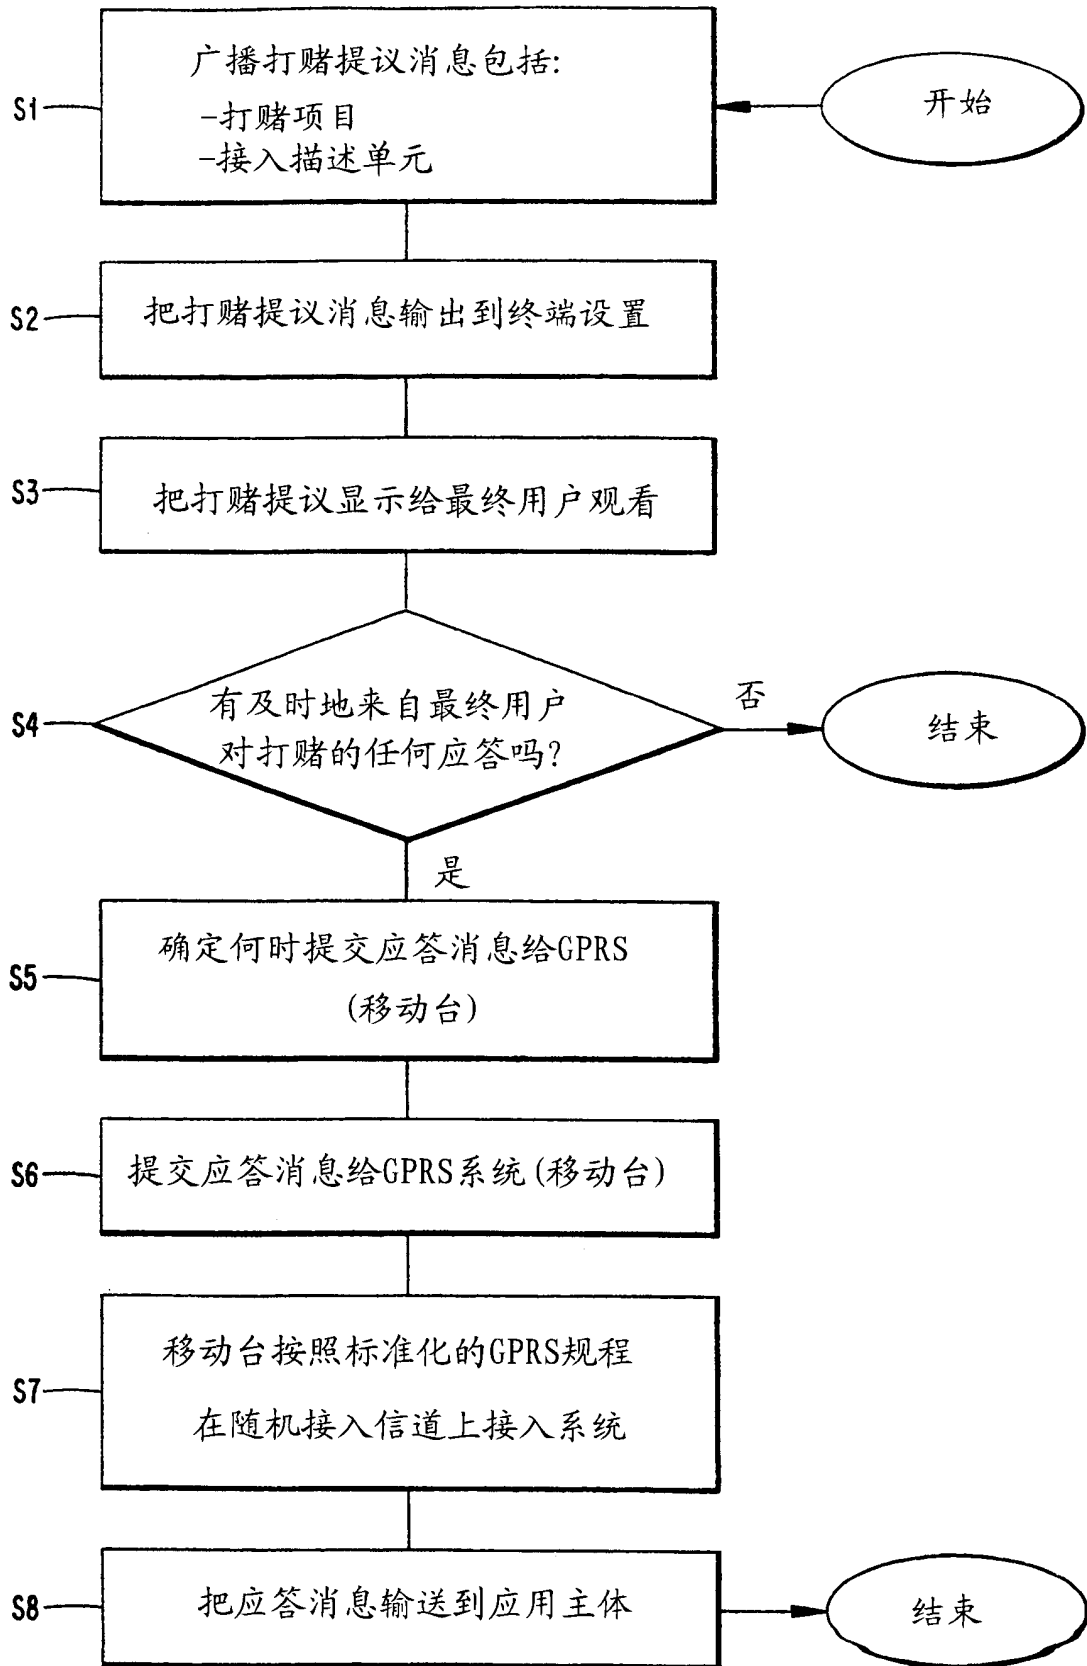 广播打赌提议消息包括:
-打赌项目
-接入描述单元
S1
开始
S2
把打赌提议消息输出到终端设置
S3
把打赌提议显示给最终用户观看
S4
有及时地来自最终用户
对打赌的任何应答吗?
否
结束
是
S5
确定何时提交应答消息给GPRS
(移动台)
S6
提交应答消息给GPRS系统(移动台)
S7
移动台按照标准化的GPRS规程
在随机接入信道上接入系统
S8
把应答消息输送到应用主体
结束